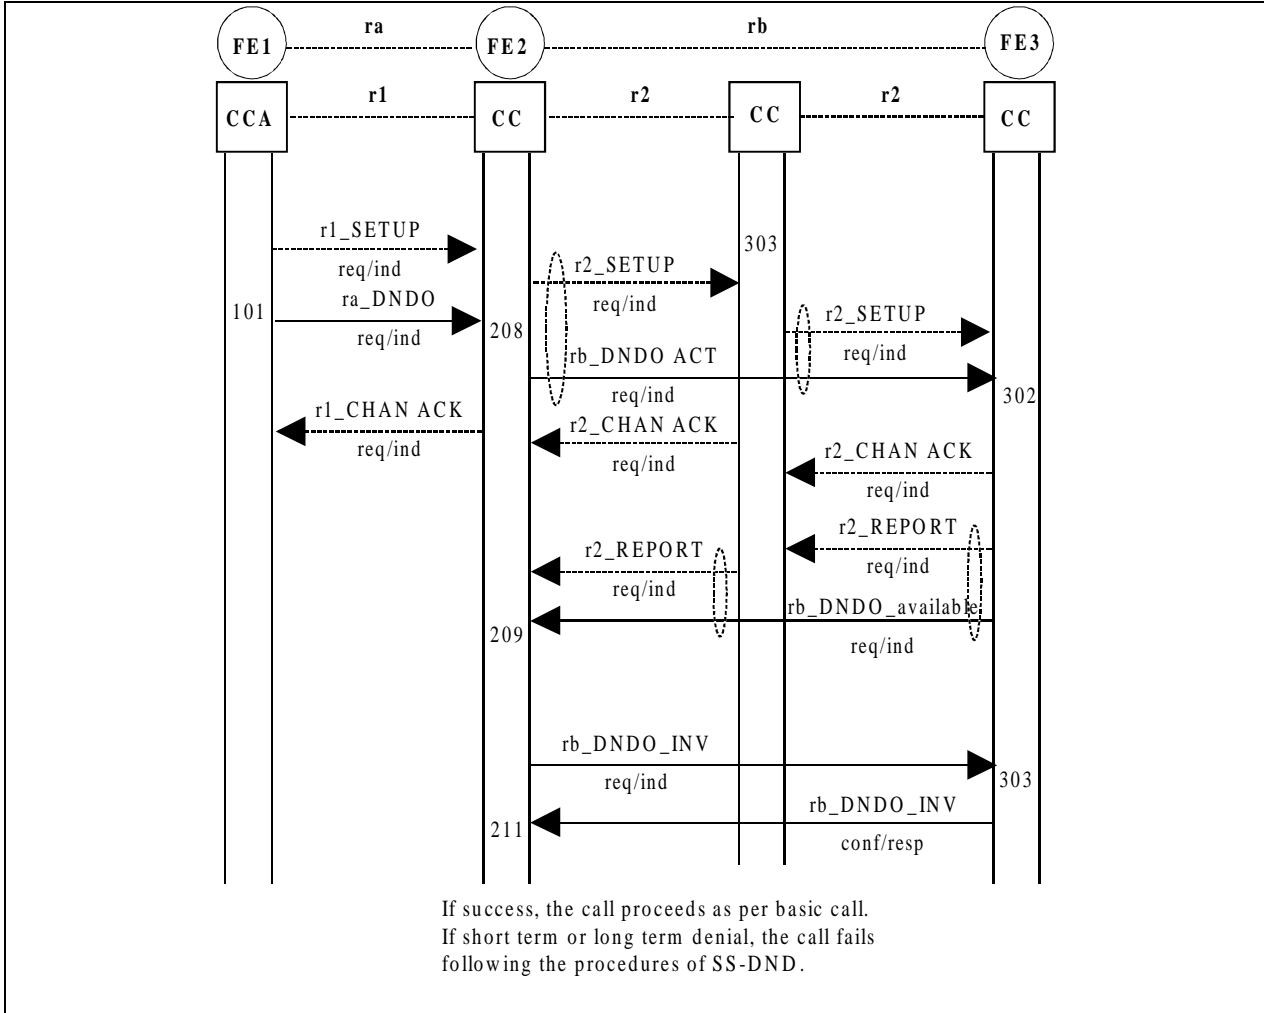 ra
rb
FE1
FE2
FE3
r1
r2
r2
CCA
CC
CC
CC
r1_SETUP
req/ind
303
r2_SETUP
req/ind
ra_DNDO
101
req/ind
208
r2_SETUP
req/ind
rb_DNDO ACT
req/ind
302
r1_CHAN ACK
req/ind
r2_CHAN ACK
req/ind
r2_CHAN ACK
req/ind
r2_REPORT
req/ind
r2_REPORT
req/ind
rb_DNDO_available
209
req/ind
rb_DNDO_INV
req/ind
303
rb_DNDO_INV
211
conf/resp
If success, the call proceeds as per basic call.
If short term or long term denial, the call fails
following the procedures of SS-DND.